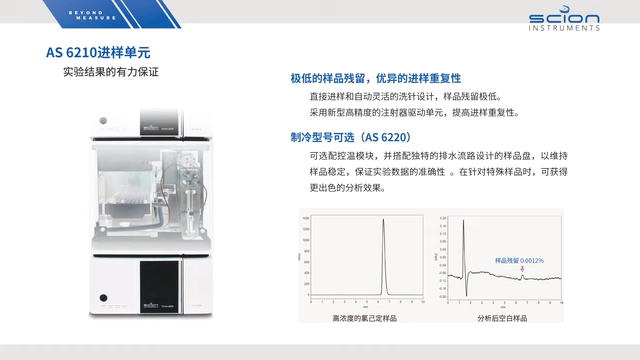 BEYOND
MEASURE
SCION
INSTRUMENTS
AS 6210进样单元
实验结果的有力保证
极低的样品残留，优异的进样重复性
直接进样和自动灵活的洗针设计，样品残留极低。
采用新型高精度的注射器驱动单元，提高进样重复性。
制冷型号可选（AS 6220）
可选配控温模块，并搭配独特的排水流路设计的样品盘，以维持
样品稳定，保证实验数据的准确性 。在针对特殊样品时，可获得
更出色的分析效果。
样品残留 0.0012%
高浓度的氯己定样品
分析后空白样品